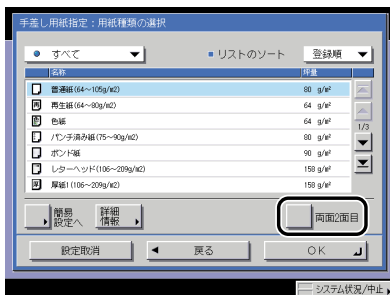 手差し用紙指定：用紙種類の選択
すべて
リストのソート
登録順
名称
坪量
普通紙(64〜105g/m2)
80 g/m²
再生紙(64〜90g/m2)
64 g/m²
色紙
64 g/m²
パンチ済み紙(75〜90g/m2)
80 g/m²
ボンド紙
90 g/m²
レターヘッド(106〜209g/m2)
158 g/m²
厚紙1(106〜209g/m2)
158 g/m²
1/3
簡易
設定へ
詳細
情報
両面2面目
設定取消
戻る
OK
システム状況/中止